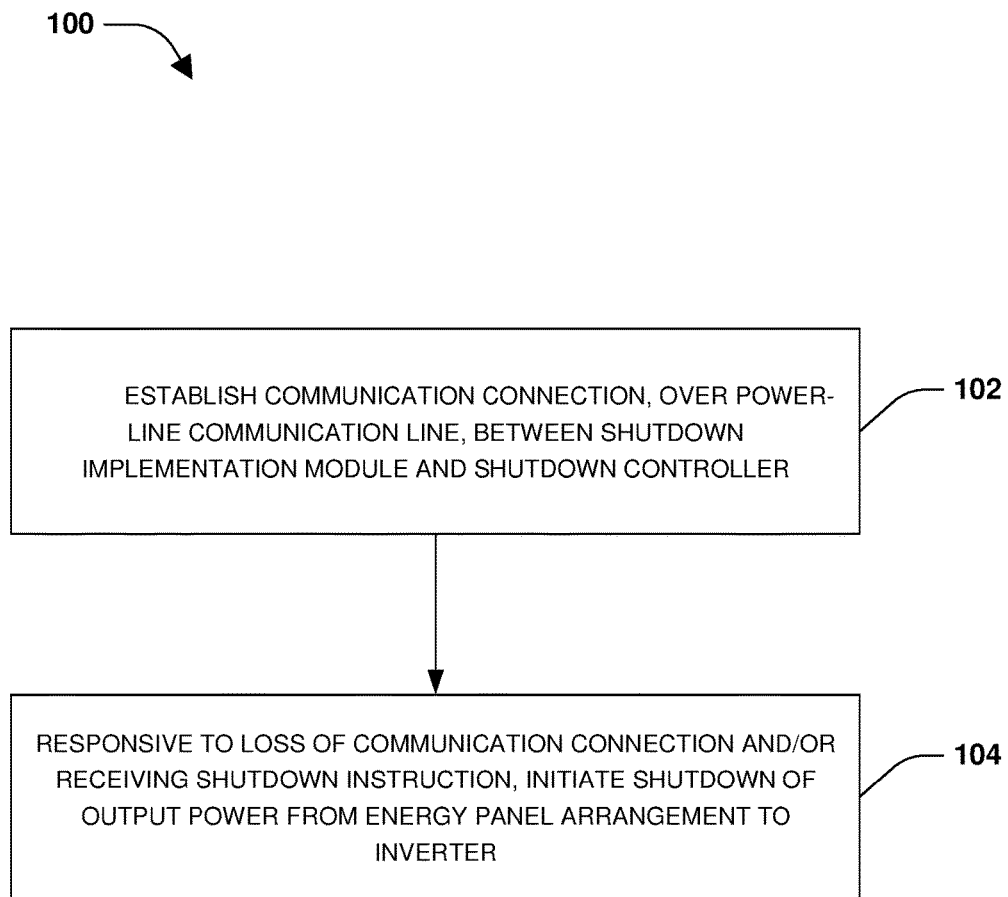 100
ESTABLISH COMMUNICATION CONNECTION, OVER POWER-
LINE COMMUNICATION LINE, BETWEEN SHUTDOWN
IMPLEMENTATION MODULE AND SHUTDOWN CONTROLLER
102
RESPONSIVE TO LOSS OF COMMUNICATION CONNECTION AND/OR
RECEIVING SHUTDOWN INSTRUCTION, INITIATE SHUTDOWN OF
OUTPUT POWER FROM ENERGY PANEL ARRANGEMENT TO
INVERTER
104